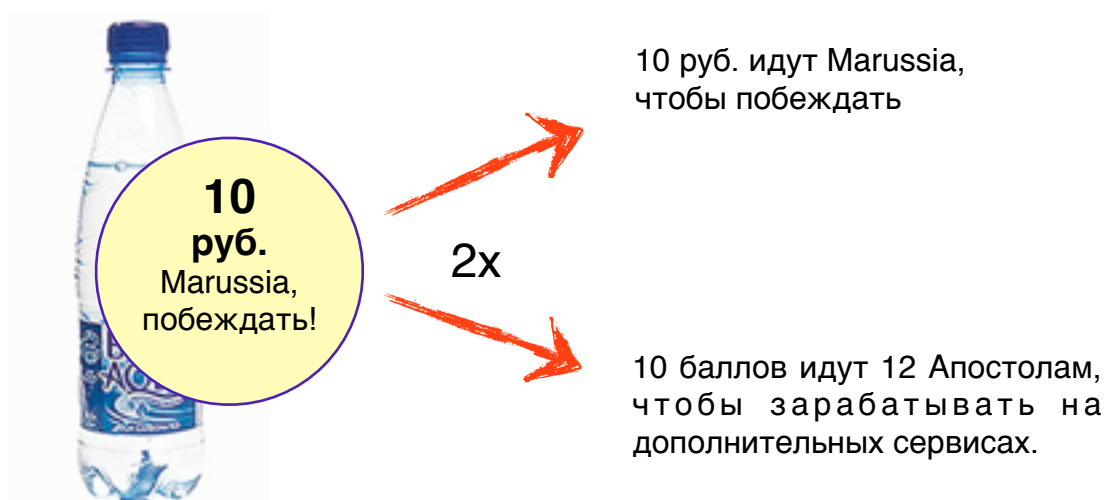 10 руб. идут Marussia,
чтобы побеждать
10
руб.
Marussia,
побеждать!
2x
10 баллов идут 12 Апостолам,
чтобы зарабатывать на
дополнительных сервисах.